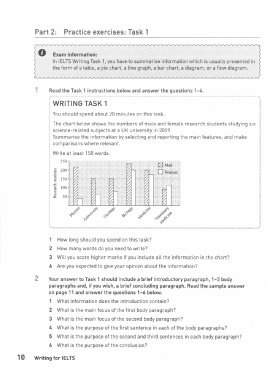 Part 2: Practice exercises: Task 1
Exam information:
In IELTS Writing Task 1, you have to summarise information which is usually presented in
the form of a table, a pie chart, a line graph, a bar chart, a diagram, or a flow diagram.
1 Read the Task 1 instructions below and answer the questions 1–4.
WRITING TASK 1
You should spend about 20 minutes on this task.
The chart below shows the numbers of male and female research students studying six
science-related subjects at a UK university in 2009.
Summarise the information by selecting and reporting the main features, and make
comparisons where relevant.
Write at least 150 words.
250
200
150
100
50
Research students
Men
Women
Physics
Astronomy
Geology
Biology
Medicine
Veterinary
medicine
1 How long should you spend on this task?
2 How many words do you need to write?
3 Will you score higher marks if you include all the information in the chart?
4 Are you expected to give your opinion about the information?
2 Your answer to Task 1 should include a brief introductory paragraph, 1–3 body
paragraphs and, if you wish, a brief concluding paragraph. Read the sample answer
on page 11 and answer the questions 1–6 below.
1 What information does the introduction contain?
2 What is the main focus of the first body paragraph?
3 What is the main focus of the second body paragraph?
4 What is the purpose of the first sentence in each of the body paragraphs?
5 What is the purpose of the second and third sentences in each body paragraph?
6 What is the purpose of the conclusion?
10 Writing for IELTS